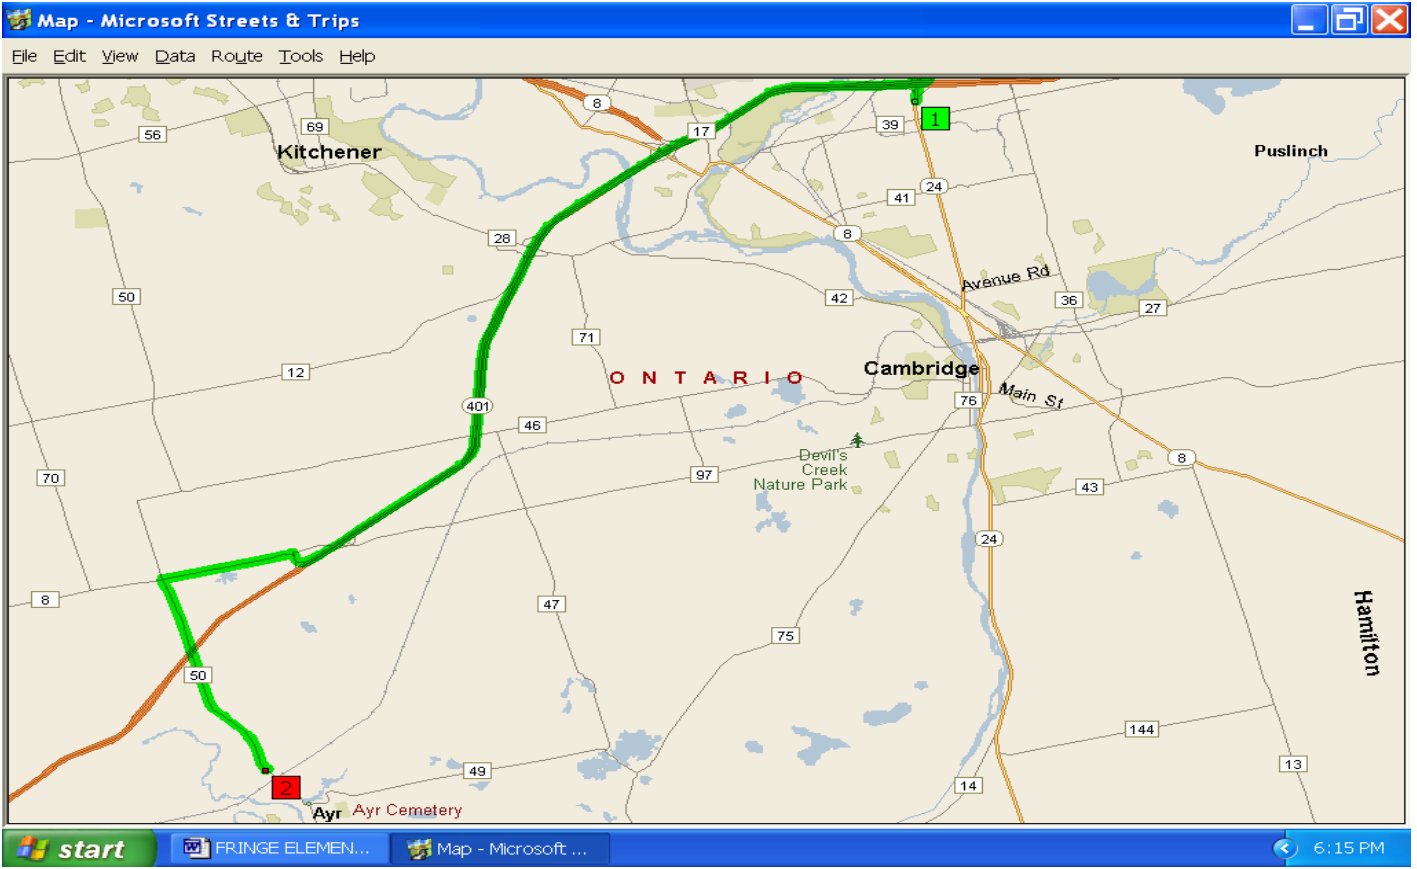 Map - Microsoft Streets & Trips
File Edit View Data Route Tools Help
8
17
39
1
56
69
Kitchener
Puslinch
24
41
28
8
Avenue Rd
50
42
36
27
71
12
ONTARIO
Cambridge
401
76
Main St
46
Devil's
Creek
Nature Park
70
97
8
43
24
8
47
75
Hamilton
50
144
49
13
2
14
Ayr
Ayr Cemetery
start
FRINGE ELEMEN...
Map - Microsoft ...
6:15 PM